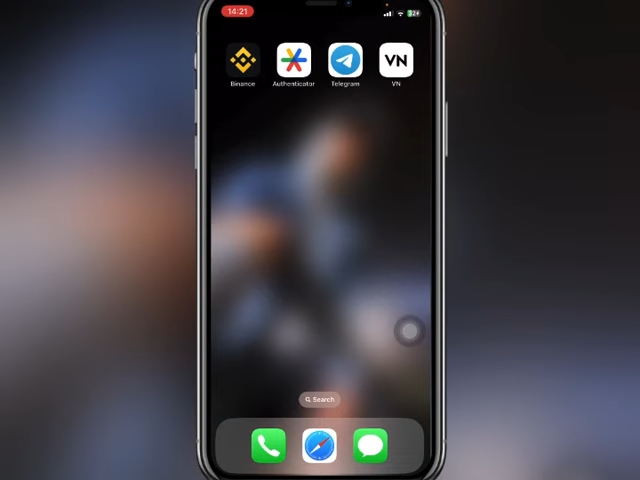 14:21
Binance
Authenticator
Telegram
VN
VN
Search